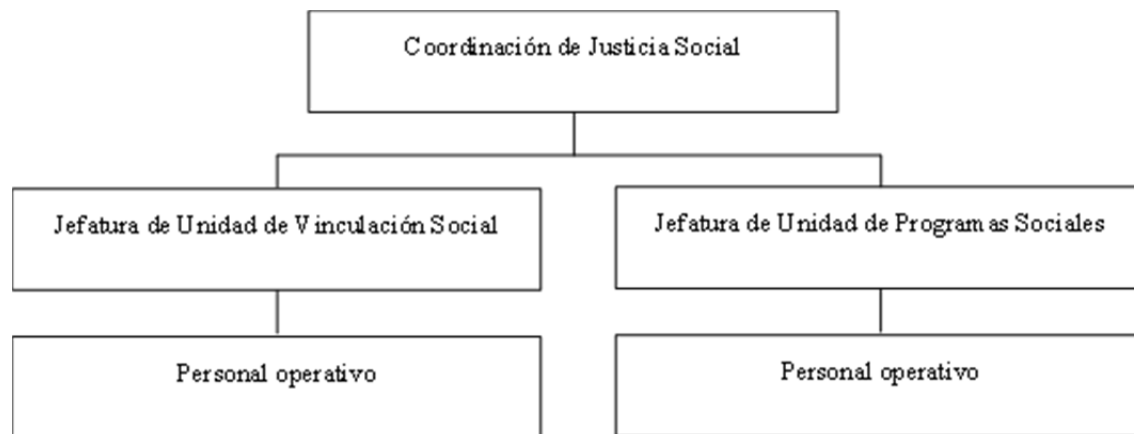 Coordinación de Justicia Social
Jefatura de Unidad de Vinculación Social
Jefatura de Unidad de Programas Sociales
Personal operativo
Personal operativo